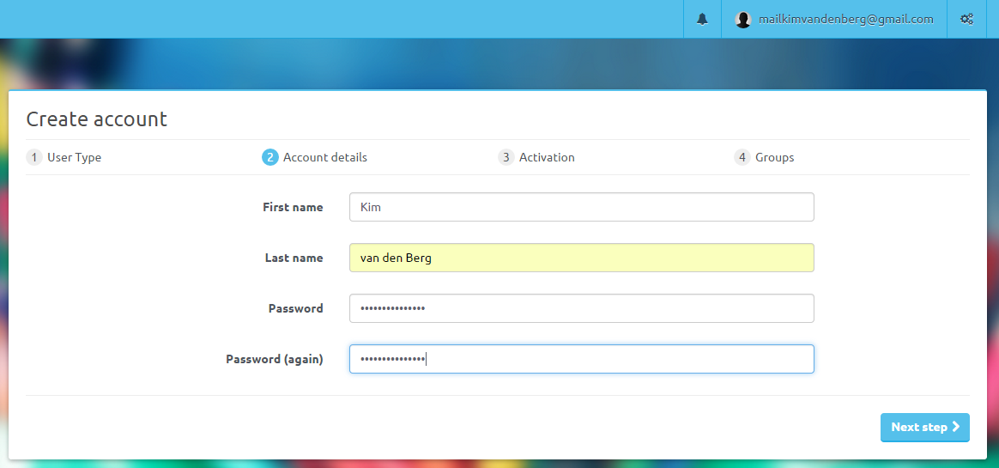 mailkimvandenberg@gmail.com
Create account
1 User Type 2 Account details 3 Activation 4 Groups
First name Kim
Last name van den Berg
Password •••••••••••••••
Password (again) •••••••••••••••
Next step